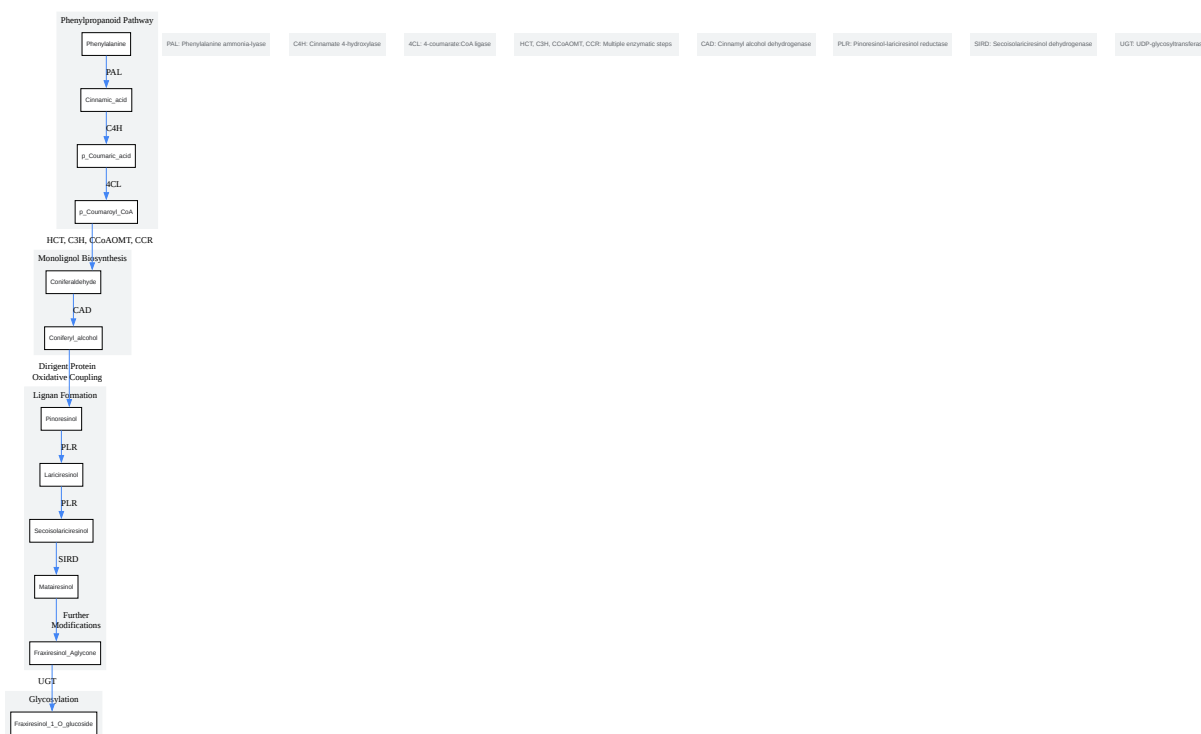 Phenylpropanoid Pathway
Phenylalanine
PAL: Phenylalanine ammonia-lyase
C4H: Cinnamate 4-hydroxylase
4CL: 4-coumarate:CoA ligase
HCT, C3H, CCoAOMT, CCR: Multiple enzymatic steps
CAD: Cinnamyl alcohol dehydrogenase
PLR: Pinoresinol-lariciresinol reductase
SIRD: Secoisolariciresinol dehydrogenase
UGT: UDP-glycosyltransferas
PAL
Cinnamic_acid
C4H
p_Coumaric_acid
4CL
p_Coumaroyl_CoA
HCT, C3H, CCoAOMT, CCR
Monolignol Biosynthesis
Coniferaldehyde
CAD
Coniferyl_alcohol
Dirigent Protein
Oxidative Coupling
Lignan Formation
Pinoresinol
PLR
Lariciresinol
PLR
Secoisolariciresinol
SIRD
Matairesinol
Further
Modifications
Fraxiresinol_Aglycone
UGT
Glycosylation
Fraxiresinol_1_O_glucoside